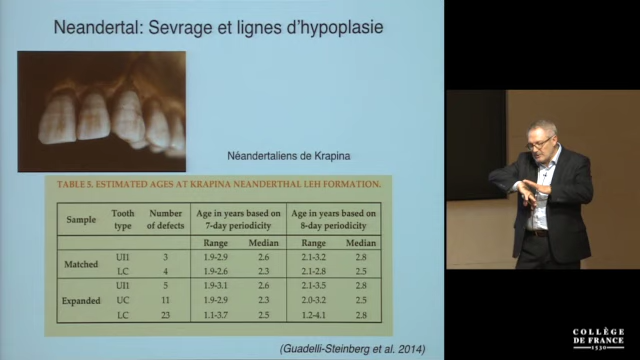 Neandertal: Sevrage et lignes d'hypoplasie
Néandertaliens de Krapina
TABLE 5. ESTIMATED AGES AT KRAPINA NEANDERTHAL LEH FORMATION.
Sample Tooth type Number of defects Age in years based on 7-day periodicity Age in years based on 8-day periodicity
Range Median Range Median
Matched UI1 3 1.9-2.9 2.6 2.1-3.2 2.8
LC 4 1.9-2.6 2.3 2.1-2.8 2.5
Expanded UI1 5 1.9-3.1 2.6 2.1-3.5 2.8
UC 11 1.9-2.9 2.3 2.0-3.2 2.5
LC 23 1.1-3.7 2.5 1.2-4.1 2.8
(Guadelli-Steinberg et al. 2014)
COLLÈGE
DE FRANCE
1530